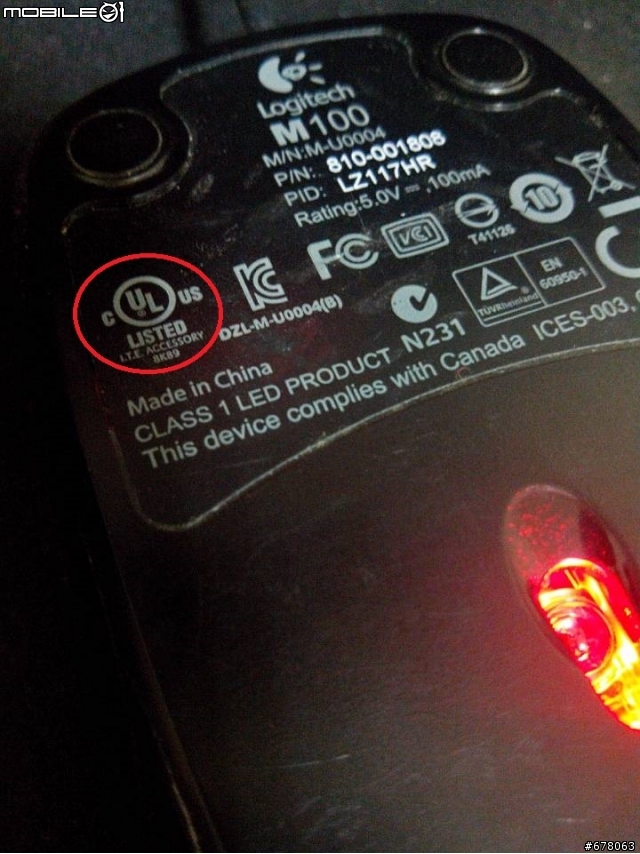 MOBILE01
Logitech
M100
M/N:M-U0004
P/N: 810-001808
PID: LZ117HR
Rating:5.0V⎓ 100mA
C UL US
LISTED
I.T.E. ACCESSORY
8K89
FC
VCI
T41126
10
DZL-M-U0004(B)
N231
TÜVRheinland
EN
60950-1
Made in China
CLASS 1 LED PRODUCT
This device complies with Canada ICES-003,
#678063